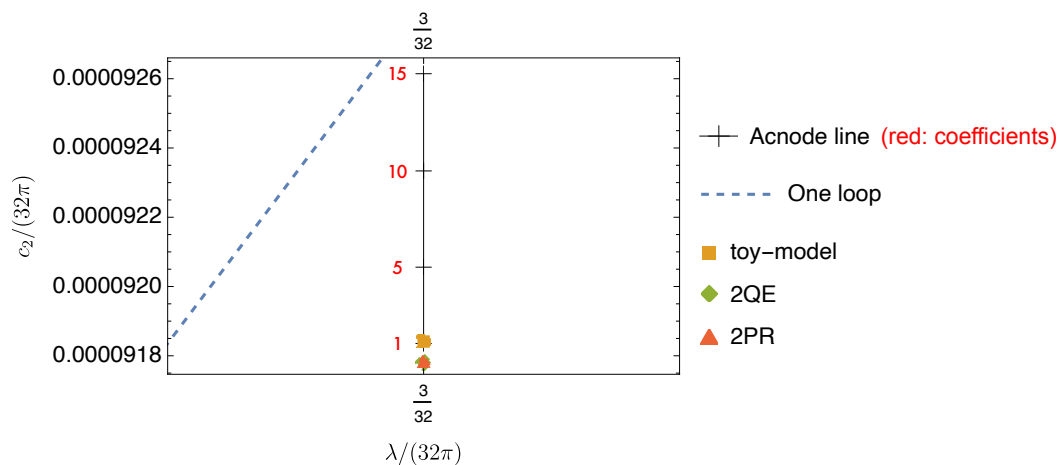 3
32
0.0000926
0.0000924
0.0000922
0.0000920
0.0000918
c₂/(32π)
15
10
5
1
3
32
λ/(32π)
Acnode line (red: coefficients)
One loop
toy-model
2QE
2PR